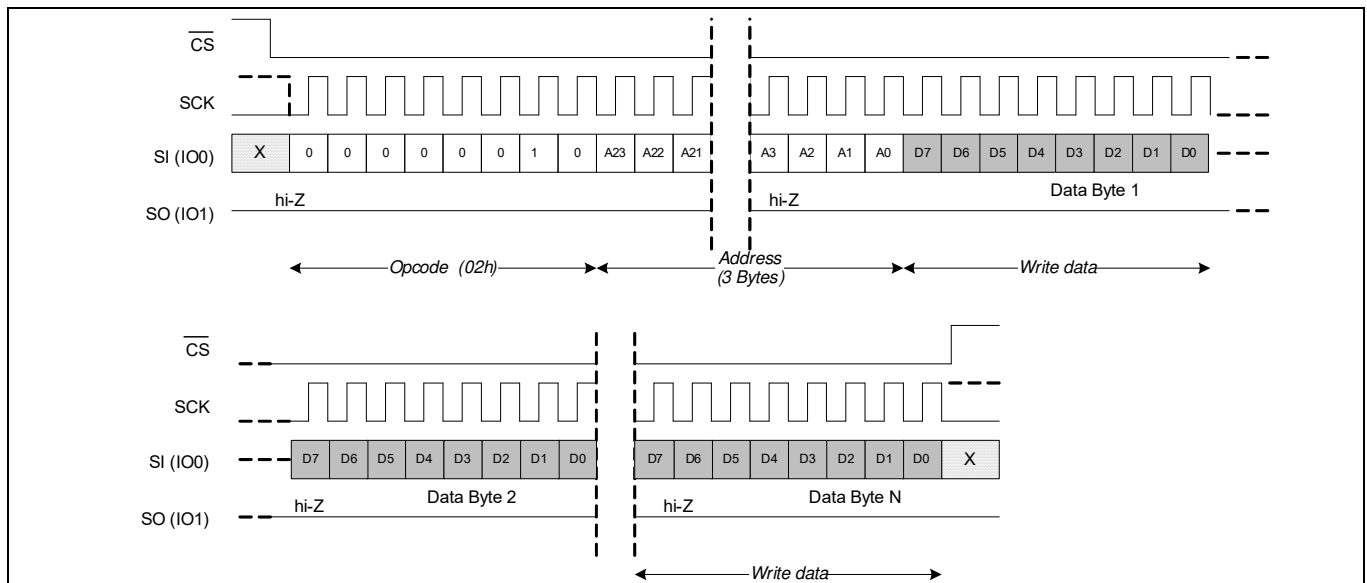 CS
SCK
SI (IO0) X 0 0 0 0 0 0 1 0 A23 A22 A21 A3 A2 A1 A0 D7 D6 D5 D4 D3 D2 D1 D0
hi-Z hi-Z Data Byte 1
SO (IO1)
Opcode (02h) Address (3 Bytes) Write data
CS
SCK
SI (IO0) D7 D6 D5 D4 D3 D2 D1 D0 D7 D6 D5 D4 D3 D2 D1 D0 X
hi-Z Data Byte 2 hi-Z Data Byte N
SO (IO1)
Write data